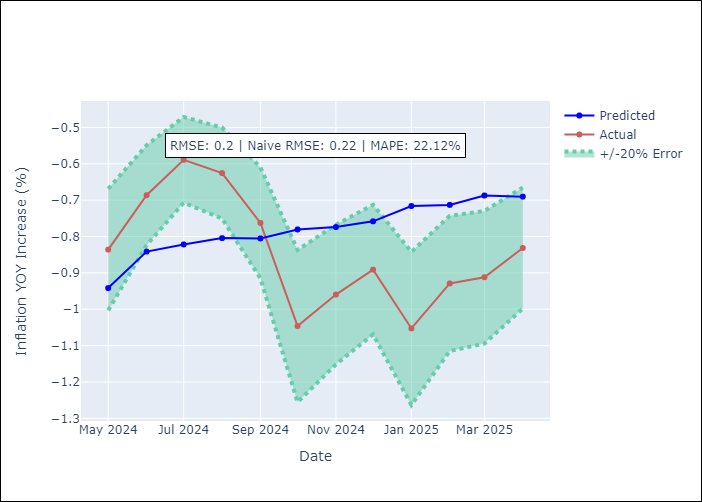 RMSE: 0.2 | Naive RMSE: 0.22 | MAPE: 22.12%
Predicted
Actual
+/-20% Error
Inflation YOY Increase (%)
−0.5
−0.6
−0.7
−0.8
−0.9
−1
−1.1
−1.2
−1.3
May 2024
Jul 2024
Sep 2024
Nov 2024
Jan 2025
Mar 2025
Date